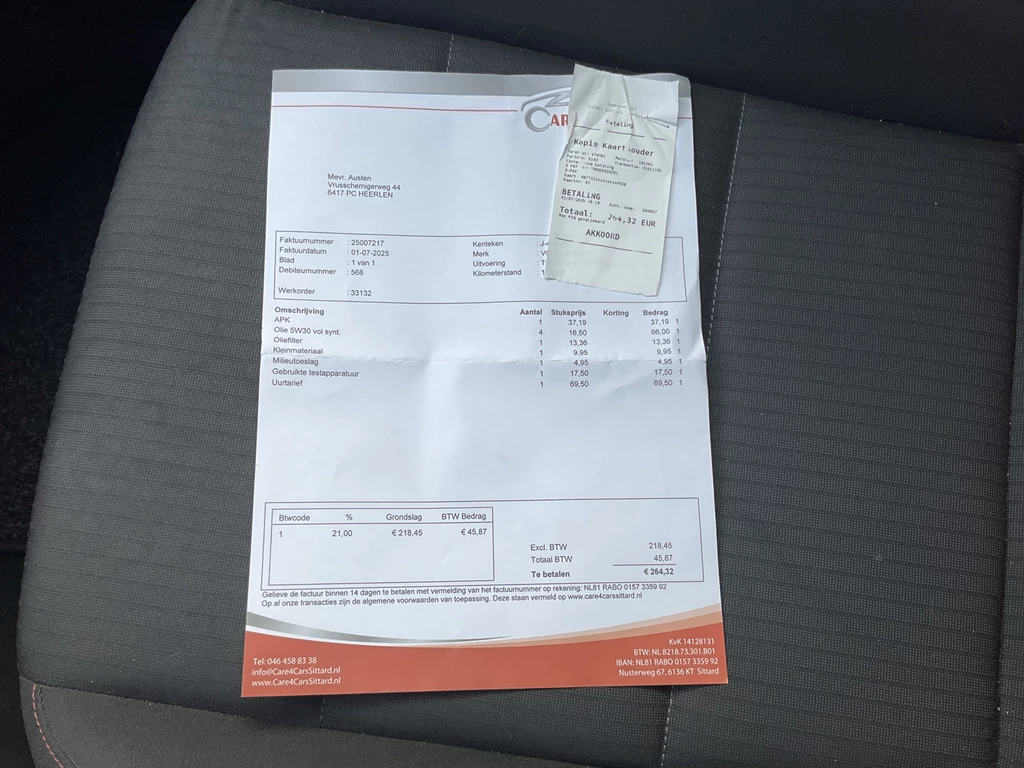 CAR
Betaling
Kopie Kaarthouder
BETALING
Totaal: 264,32 EUR
AKKOORD
Mevr. Austen
Vrusschemigerweg 44
6417 PC HEERLEN
Faktuurnummer : 25007217
Faktuurdatum : 01-07-2025
Blad : 1 van 1
Debiteurnummer : 568
Werkorder : 33132
Kenteken : J-
Merk : V
Uitvoering : T
Kilometerstand : 1
Omschrijving Aantal Stuksprijs Korting Bedrag
APK 1 37,19 37,19 1
Olie 5W30 vol synt. 4 16,50 66,00 1
Oliefilter 1 13,36 13,36 1
Kleinmateriaal 1 9,95 9,95 1
Milieutoeslag 1 4,95 4,95 1
Gebruikte testapparatuur 1 17,50 17,50 1
Uurtarief 1 69,50 69,50 1
Btwcode % Grondslag BTW Bedrag
1 21,00 € 218,45 € 45,87
Excl. BTW 218,45
Totaal BTW 45,87
Te betalen € 264,32
Gelieve de factuur binnen 14 dagen te betalen met vermelding van het factuurnummer op rekening: NL81 RABO 0157 3359 92
Op al onze transacties zijn de algemene voorwaarden van toepassing. Deze staan vermeld op www.care4carssittard.nl
Tel: 046 458 83 38
info@Care4CarsSittard.nl
www.Care4CarsSittard.nl
KvK 14128131
BTW: NL 8218.73.301.B01
IBAN: NL81 RABO 0157 3359 92
Nusterweg 67, 6136 KT Sittard